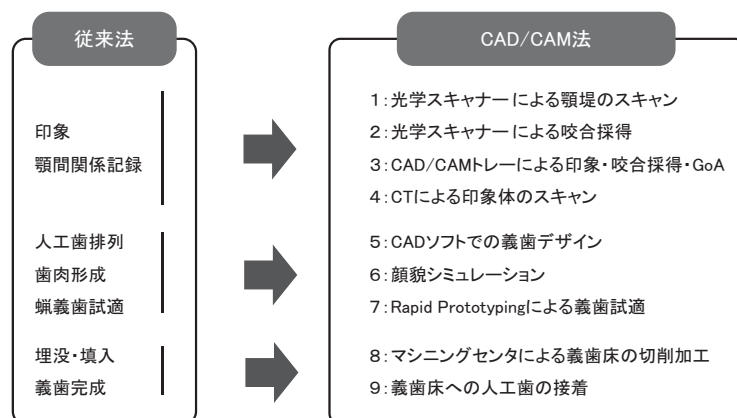 従来法
印象
顎間関係記録
人工歯排列
歯肉形成
蝋義歯試適
埋没・填入
義歯完成
CAD/CAM法
1:光学スキャナーによる顎堤のスキャン
2:光学スキャナーによる咬合採得
3:CAD/CAMトレーによる印象・咬合採得・GoA
4:CTによる印象体のスキャン
5:CADソフトでの義歯デザイン
6:顔貌シミュレーション
7:Rapid Prototypingによる義歯試適
8:マシニングセンタによる義歯床の切削加工
9:義歯床への人工歯の接着